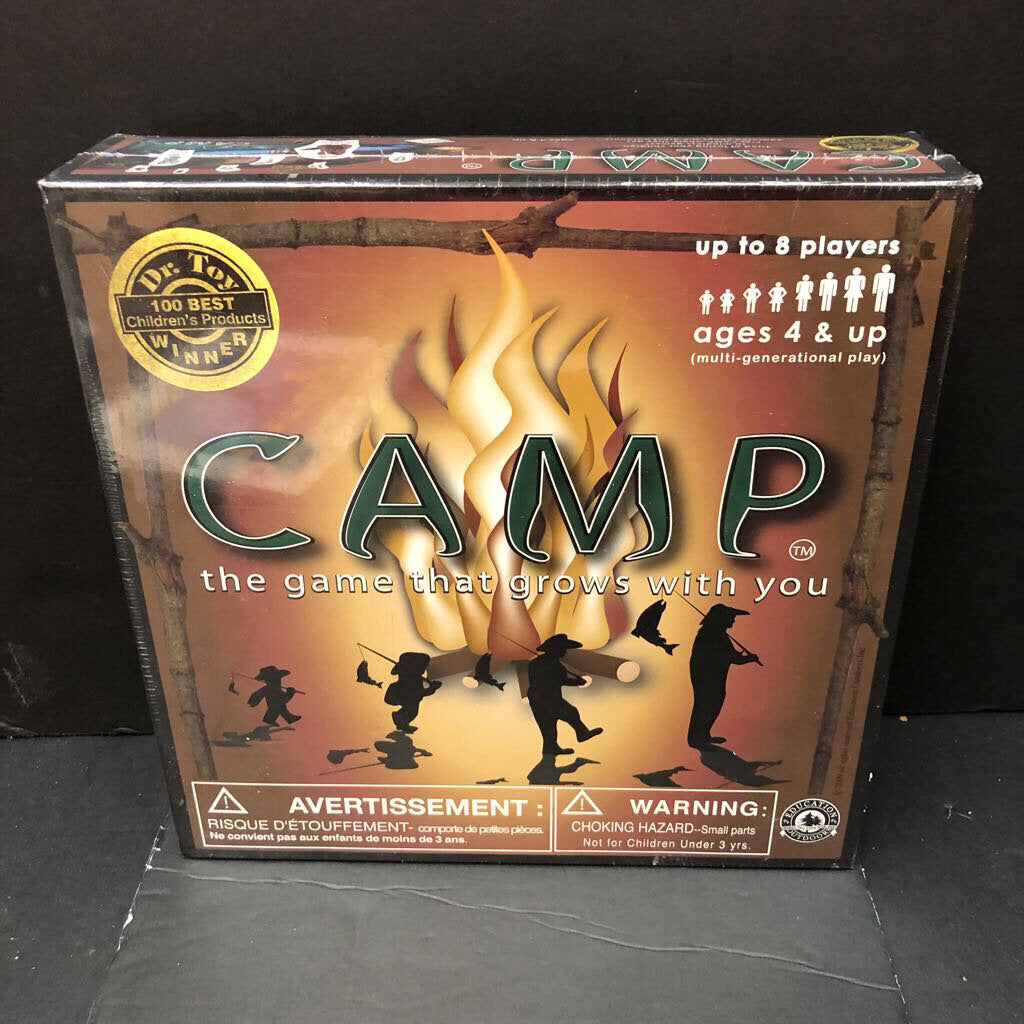 CAMP
Dr. Toy
100 BEST
Children's Products
WINNER
up to 8 players
ages 4 & up
(multi-generational play)
CAMP
TM
the game that grows with you
AVERTISSEMENT :
RISQUE D'ÉTOUFFEMENT- comporte de petites pièces.
Ne convient pas aux enfants de moins de 3 ans.
WARNING:
CHOKING HAZARD--Small parts
Not for Children Under 3 yrs.
EDUCATION
OUTDOORS